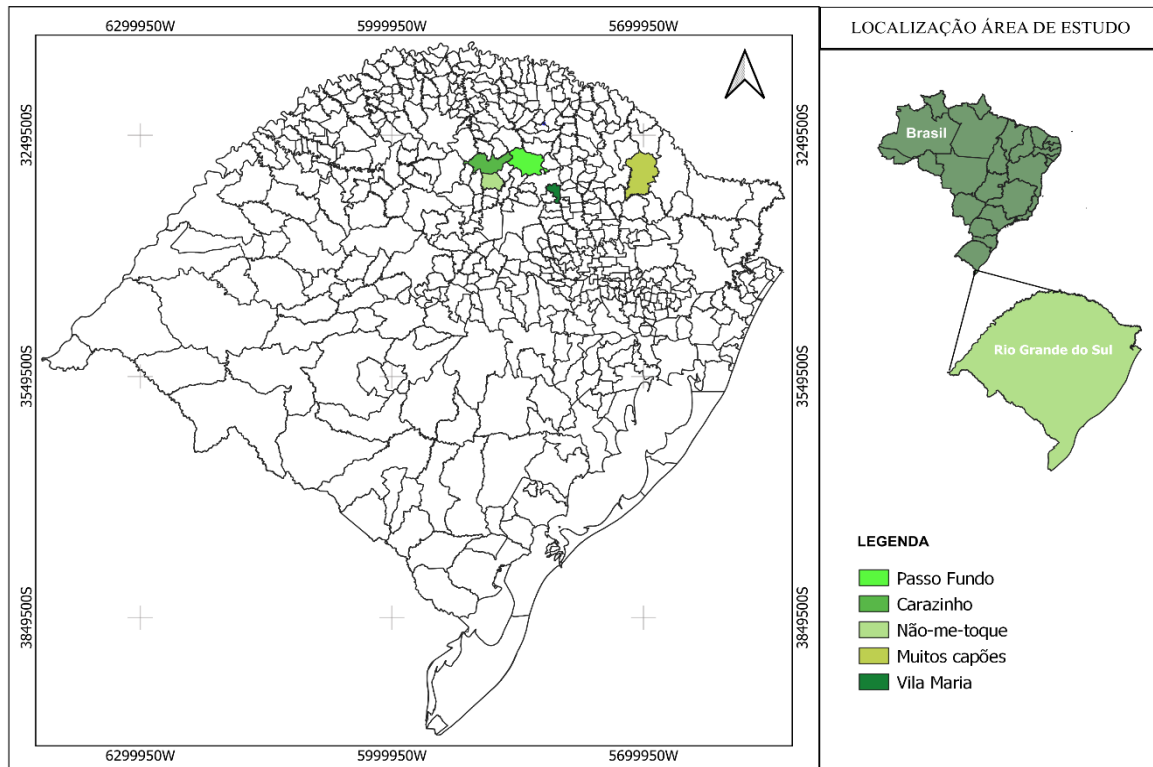 6299950W 5999950W 5699950W
LOCALIZAÇÃO ÁREA DE ESTUDO
3249500S
3249500S
3549500S
3549500S
3849500S
3849500S
6299950W 5999950W 5699950W
Brasil
Rio Grande do Sul
LEGENDA
Passo Fundo
Carazinho
Não-me-toque
Muitos capões
Vila Maria